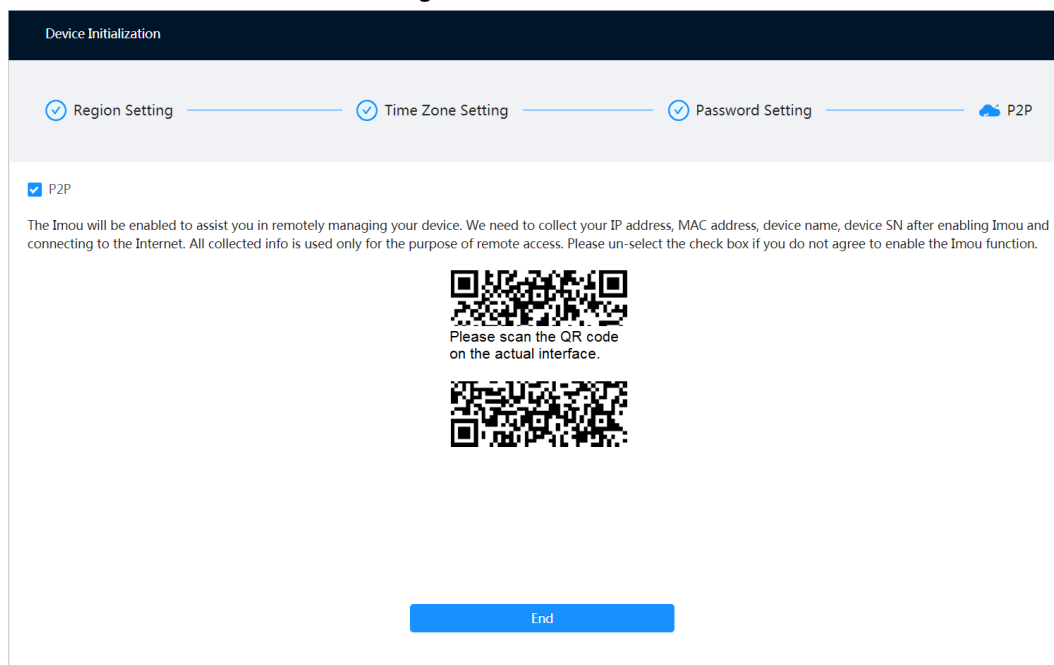 Device Initialization
Region Setting
Time Zone Setting
Password Setting
P2P
P2P
The Imou will be enabled to assist you in remotely managing your device. We need to collect your IP address, MAC address, device name, device SN after enabling Imou and
connecting to the Internet. All collected info is used only for the purpose of remote access. Please un-select the check box if you do not agree to enable the Imou function.
Please scan the QR code
on the actual interface.
End